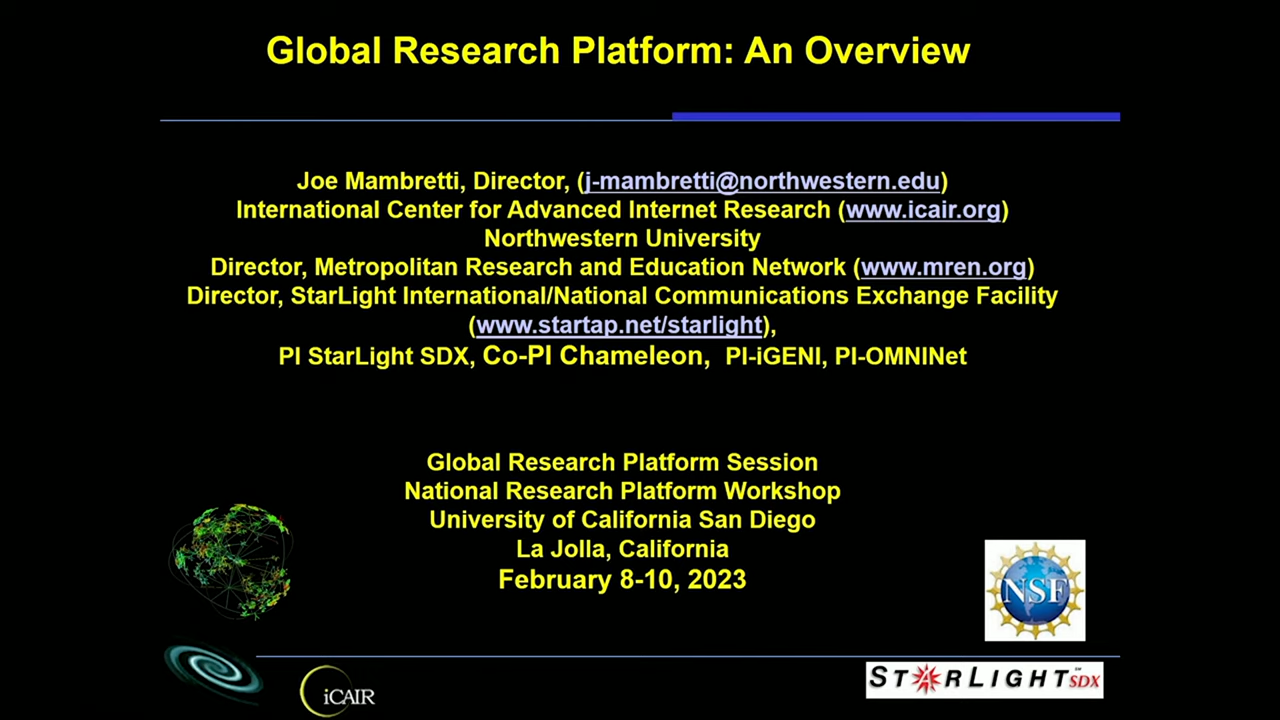 Global Research Platform: An Overview
Joe Mambretti, Director, (j-mambretti@northwestern.edu)
International Center for Advanced Internet Research (www.icair.org)
Northwestern University
Director, Metropolitan Research and Education Network (www.mren.org)
Director, StarLight International/National Communications Exchange Facility
(www.startap.net/starlight),
PI StarLight SDX, Co-PI Chameleon, PI-iGENI, PI-OMNINet
Global Research Platform Session
National Research Platform Workshop
University of California San Diego
La Jolla, California
February 8-10, 2023
NSF
iCAIR
STARLIGHT SDX